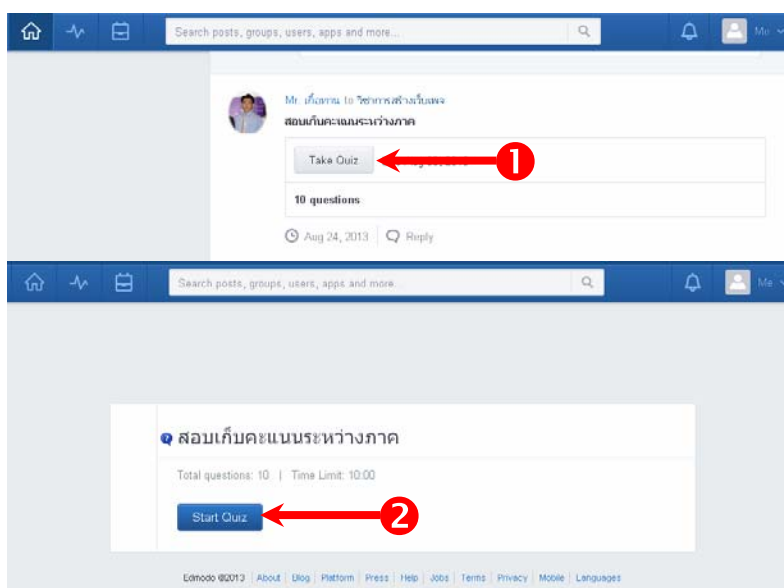 Search posts, groups, users, apps and more...
Me
Mr. เกื้อทาน to วิชาการสร้างเว็บเพจ
สอบเก็บคะแนนระหว่างภาค
Take Quiz
1
10 questions
Aug 24, 2013 Reply
Search posts, groups, users, apps and more...
Me
สอบเก็บคะแนนระหว่างภาค
Total questions: 10 | Time Limit: 10:00
Start Quiz
2
Edmodo ©2013 | About | Blog | Platform | Press | Help | Jobs | Terms | Privacy | Mobile | Languages